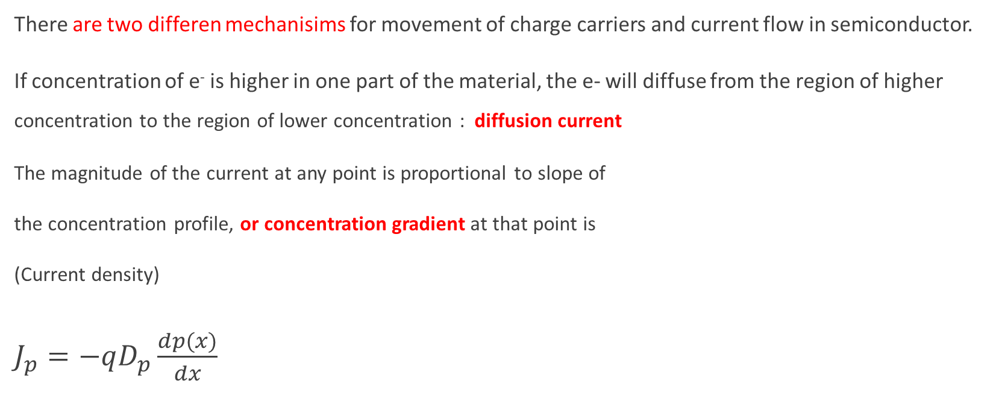 There are two differen mechanisims for movement of charge carriers and current flow in semiconductor.
If concentration of e⁻ is higher in one part of the material, the e- will diffuse from the region of higher
concentration to the region of lower concentration : diffusion current
The magnitude of the current at any point is proportional to slope of
the concentration profile, or concentration gradient at that point is
(Current density)
J_p = −qD_p dp(x)/dx